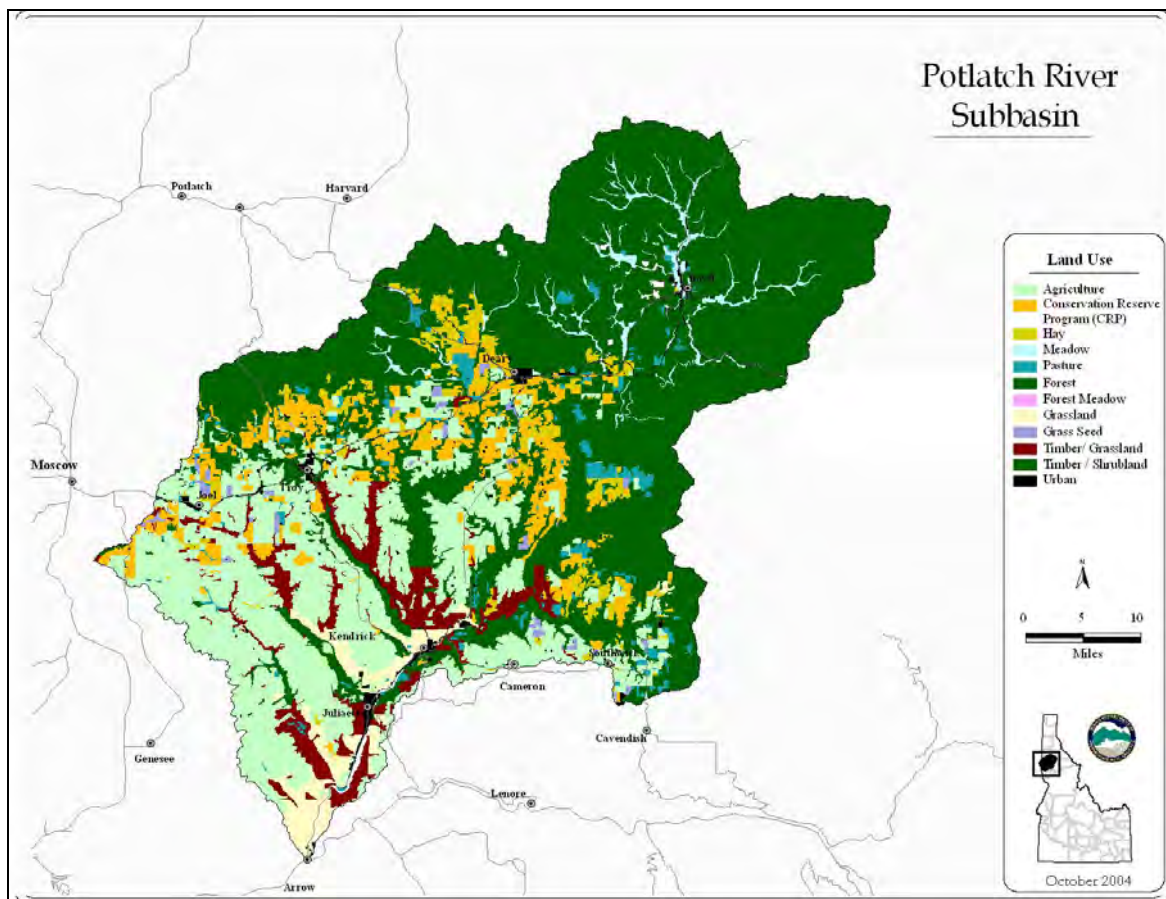 Potlatch River
Subbasin
Potlatch
Harvard
Deary
Moscow
Troy
Joel
Kendrick
Southwick
Cameron
Juliaetta
Cavendish
Genesee
Lenore
Arrow
Land Use
Agriculture
Conservation Reserve
Program (CRP)
Hay
Meadow
Pasture
Forest
Forest Meadow
Grassland
Grass Seed
Timber/ Grassland
Timber / Shrubland
Urban
N
0 5 10
Miles
October 2004